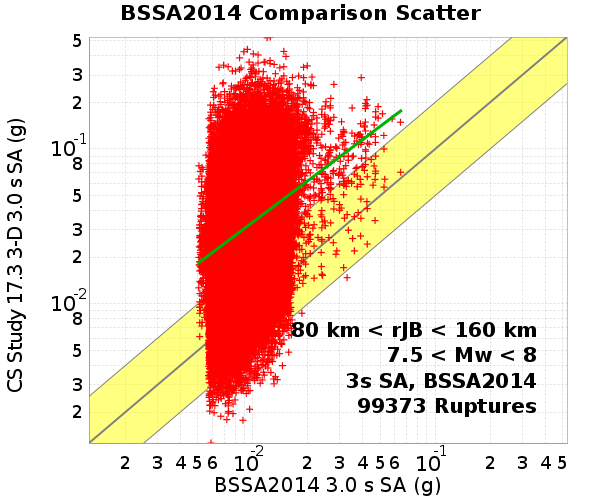 BSSA2014 Comparison Scatter
CS Study 17.3 3-D 3.0 s SA (g)
5
3
2
10-1
8
5
3
2
10-2
8
5
3
2
80 km < rJB < 160 km
7.5 < Mw < 8
3s SA, BSSA2014
99373 Ruptures
2 3 4 5 6 10-2 2 3 4 5 6 10-1 2 3 4 5
BSSA2014 3.0 s SA (g)